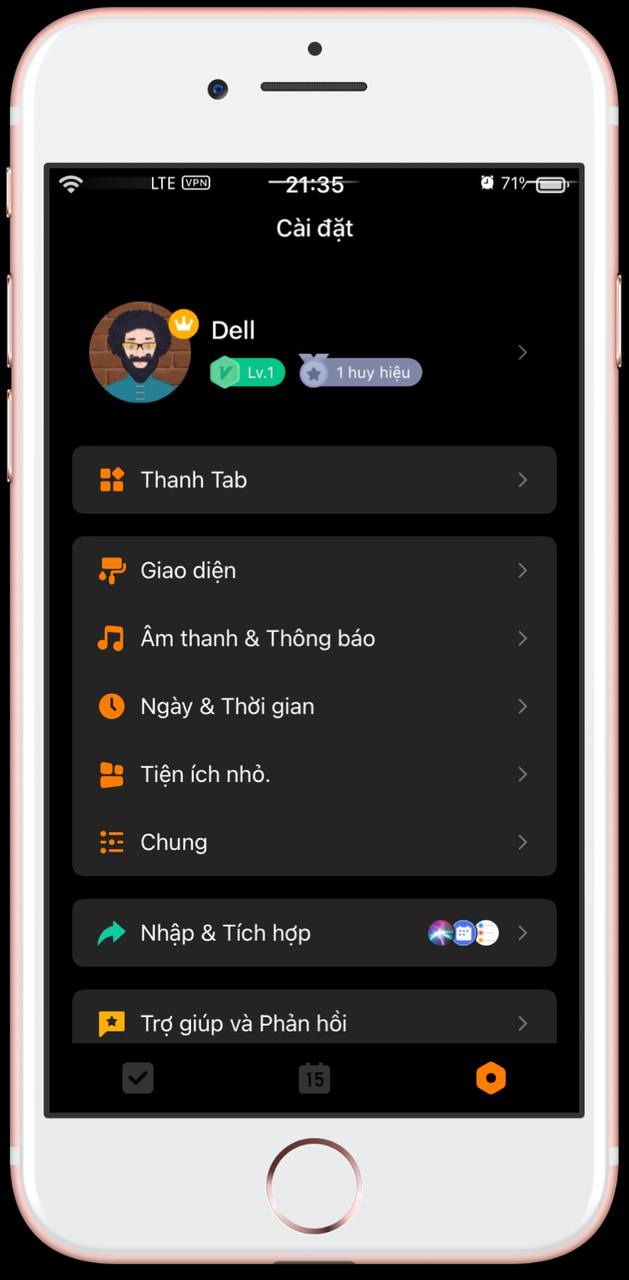 LTE VPN 21:35 71%
Cài đặt
Dell
Lv.1 1 huy hiệu
Thanh Tab
Giao diện
Âm thanh & Thông báo
Ngày & Thời gian
Tiện ích nhỏ.
Chung
Nhập & Tích hợp
Trợ giúp và Phản hồi
15